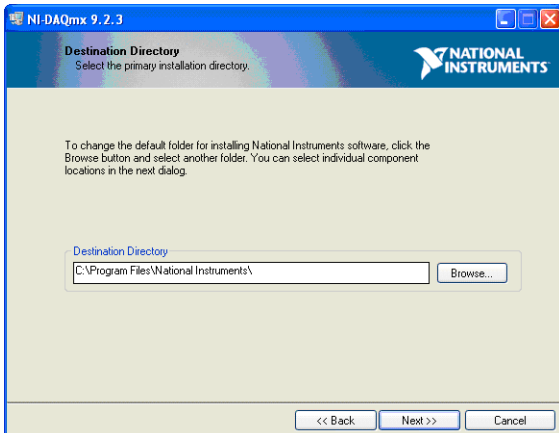 NI-DAQmx 9.2.3
Destination Directory
Select the primary installation directory.
NATIONAL
INSTRUMENTS
To change the default folder for installing National Instruments software, click the
Browse button and select another folder. You can select individual component
locations in the next dialog.
Destination Directory
C:\Program Files\National Instruments\
Browse...
<< Back
Next >>
Cancel